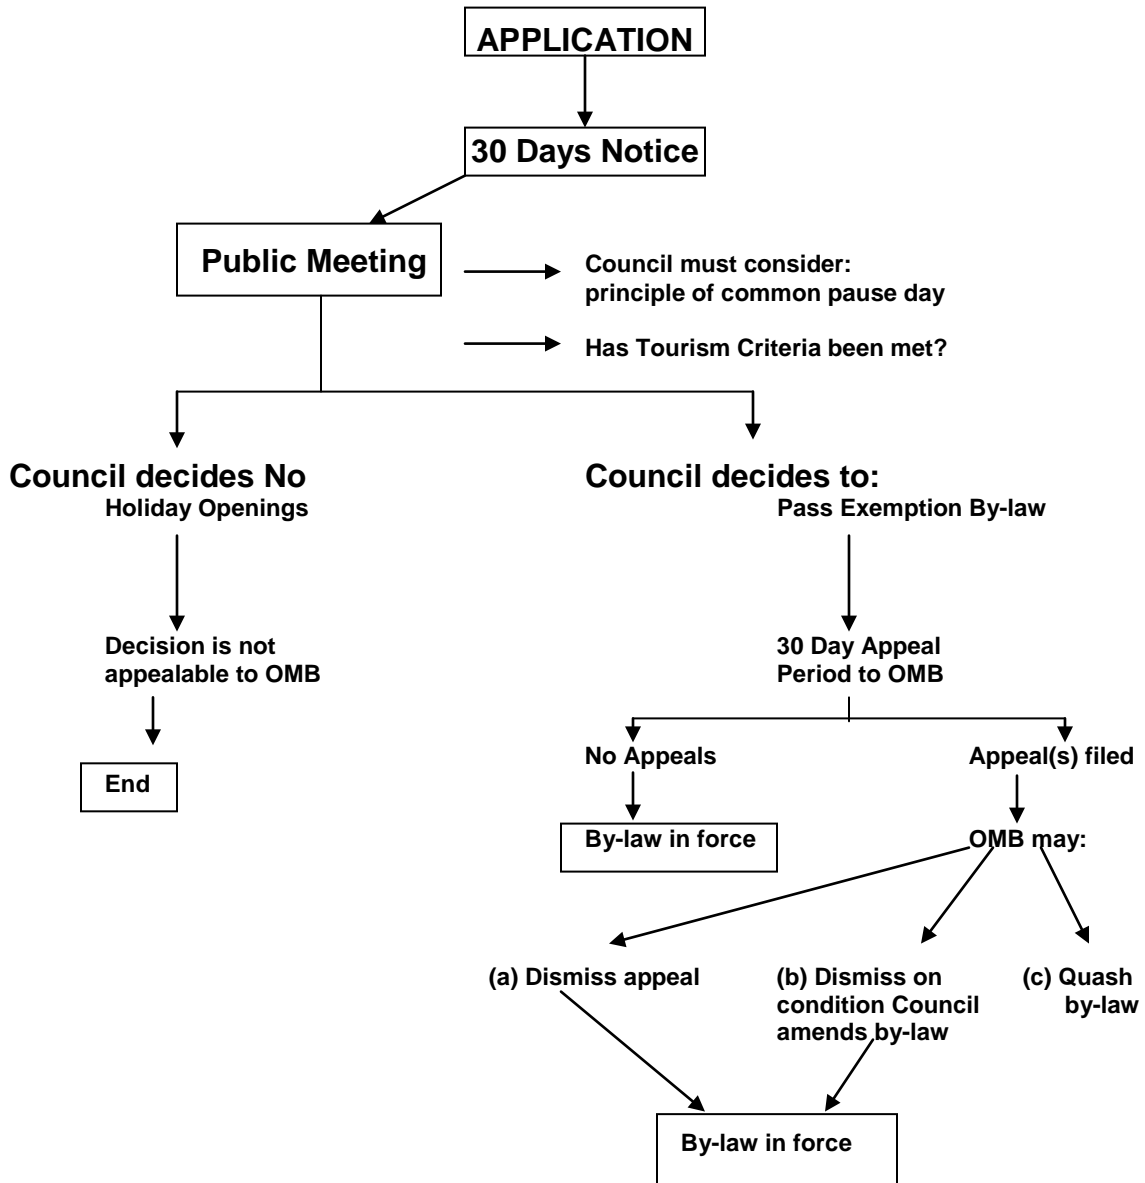 APPLICATION
30 Days Notice
Public Meeting
Council must consider:
principle of common pause day
Has Tourism Criteria been met?
Council decides No
Holiday Openings
Council decides to:
Pass Exemption By-law
Decision is not
appealable to OMB
30 Day Appeal
Period to OMB
End
No Appeals
Appeal(s) filed
By-law in force
OMB may:
(a) Dismiss appeal
(b) Dismiss on
condition Council
amends by-law
(c) Quash
by-law
By-law in force